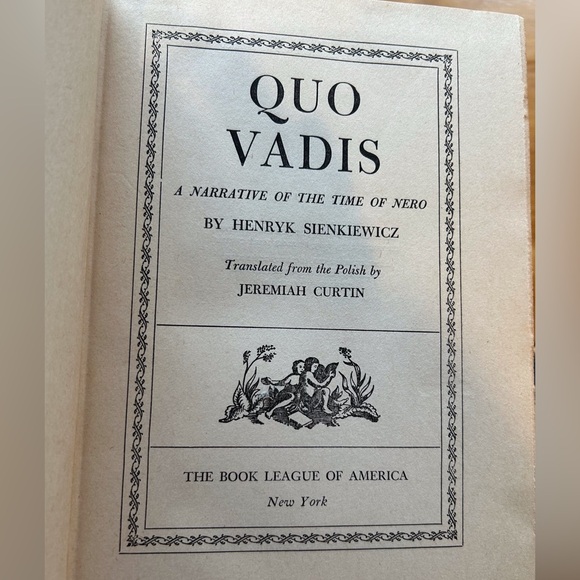 QUO
VADIS
A NARRATIVE OF THE TIME OF NERO
BY HENRYK SIENKIEWICZ
Translated from the Polish by
JEREMIAH CURTIN
THE BOOK LEAGUE OF AMERICA
New York